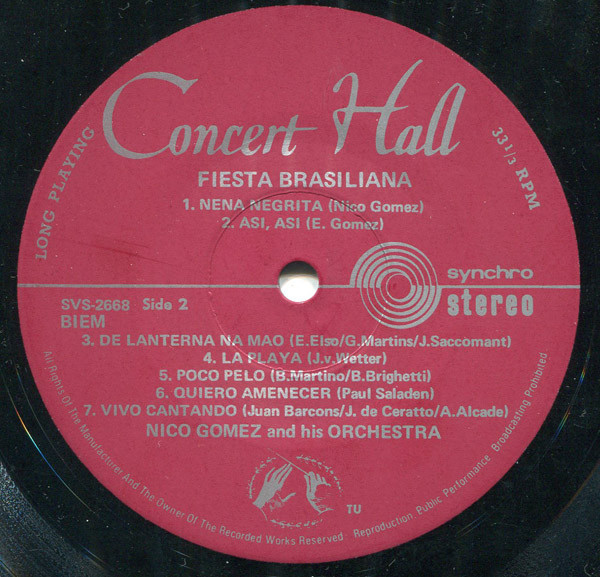 Concert Hall
LONG PLAYING
33 1/3 RPM
FIESTA BRASILIANA
1. NENA NEGRITA (Nico Gomez)
2. ASI, ASI (E. Gomez)
synchro
stereo
SVS-2668 Side 2
BIEM
3. DE LANTERNA NA MAO (E.Elso/G.Martins/J.Saccomant)
4. LA PLAYA (J.v.Wetter)
5. POCO PELO (B.Martino/B.Brighetti)
6. QUIERO AMENECER (Paul Saladen)
7. VIVO CANTANDO (Juan Barcons/J. de Ceratto/A.Alcade)
NICO GOMEZ and his ORCHESTRA
TU
All Rights Of The Manufacturer And The Owner Of The Recorded Works Reserved. Reproduction, Public Performance, Broadcasting Prohibited